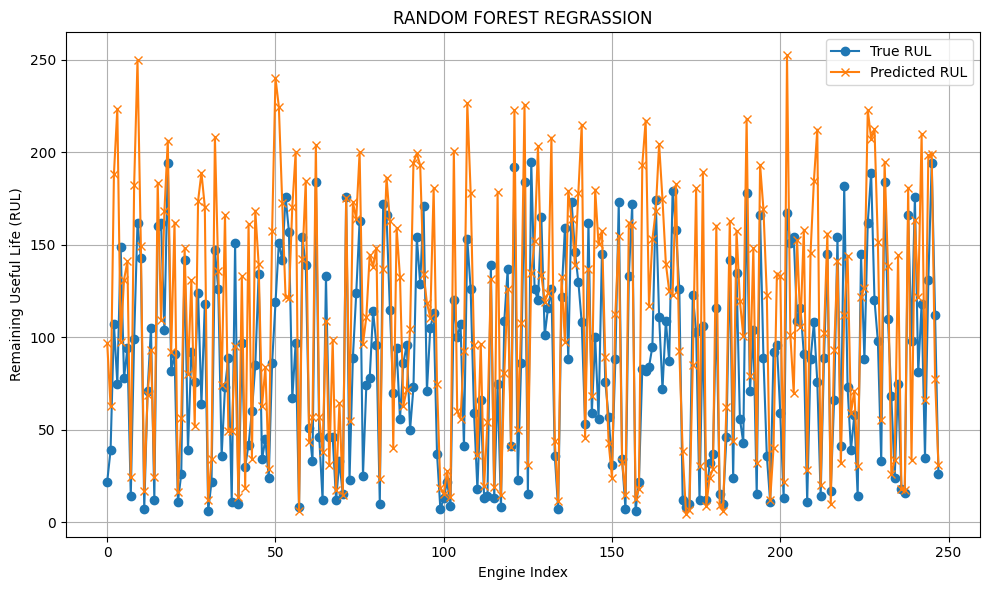 RANDOM FOREST REGRASSION
True RUL
Predicted RUL
Remaining Useful Life (RUL)
250
200
150
100
50
0
0 50 100 150 200 250
Engine Index